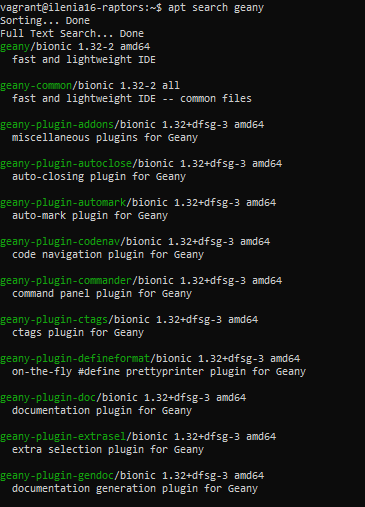 vagrant@ilenia16-raptors:~$ apt search geany
Sorting... Done
Full Text Search... Done
geany/bionic 1.32-2 amd64
  fast and lightweight IDE

geany-common/bionic 1.32-2 all
  fast and lightweight IDE -- common files

geany-plugin-addons/bionic 1.32+dfsg-3 amd64
  miscellaneous plugins for Geany

geany-plugin-autoclose/bionic 1.32+dfsg-3 amd64
  auto-closing plugin for Geany

geany-plugin-automark/bionic 1.32+dfsg-3 amd64
  auto-mark plugin for Geany

geany-plugin-codenav/bionic 1.32+dfsg-3 amd64
  code navigation plugin for Geany

geany-plugin-commander/bionic 1.32+dfsg-3 amd64
  command panel plugin for Geany

geany-plugin-ctags/bionic 1.32+dfsg-3 amd64
  ctags plugin for Geany

geany-plugin-defineformat/bionic 1.32+dfsg-3 amd64
  on-the-fly #define prettyprinter plugin for Geany

geany-plugin-doc/bionic 1.32+dfsg-3 amd64
  documentation plugin for Geany

geany-plugin-extrasel/bionic 1.32+dfsg-3 amd64
  extra selection plugin for Geany

geany-plugin-gendoc/bionic 1.32+dfsg-3 amd64
  documentation generation plugin for Geany